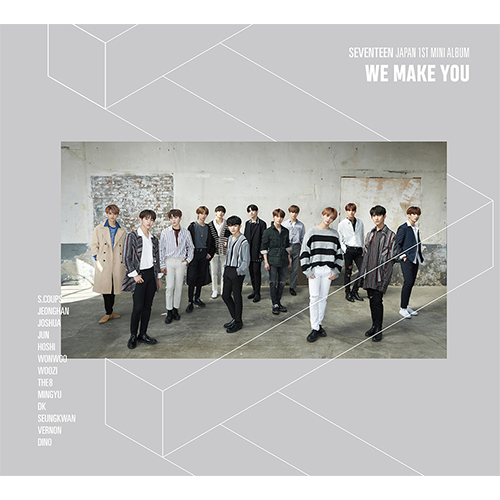 SEVENTEEN JAPAN 1ST MINI ALBUM
WE MAKE YOU
S.COUPS
JEONGHAN
JOSHUA
JUN
HOSHI
WONWOO
WOOZI
THE 8
MINGYU
DK
SEUNGKWAN
VERNON
DINO